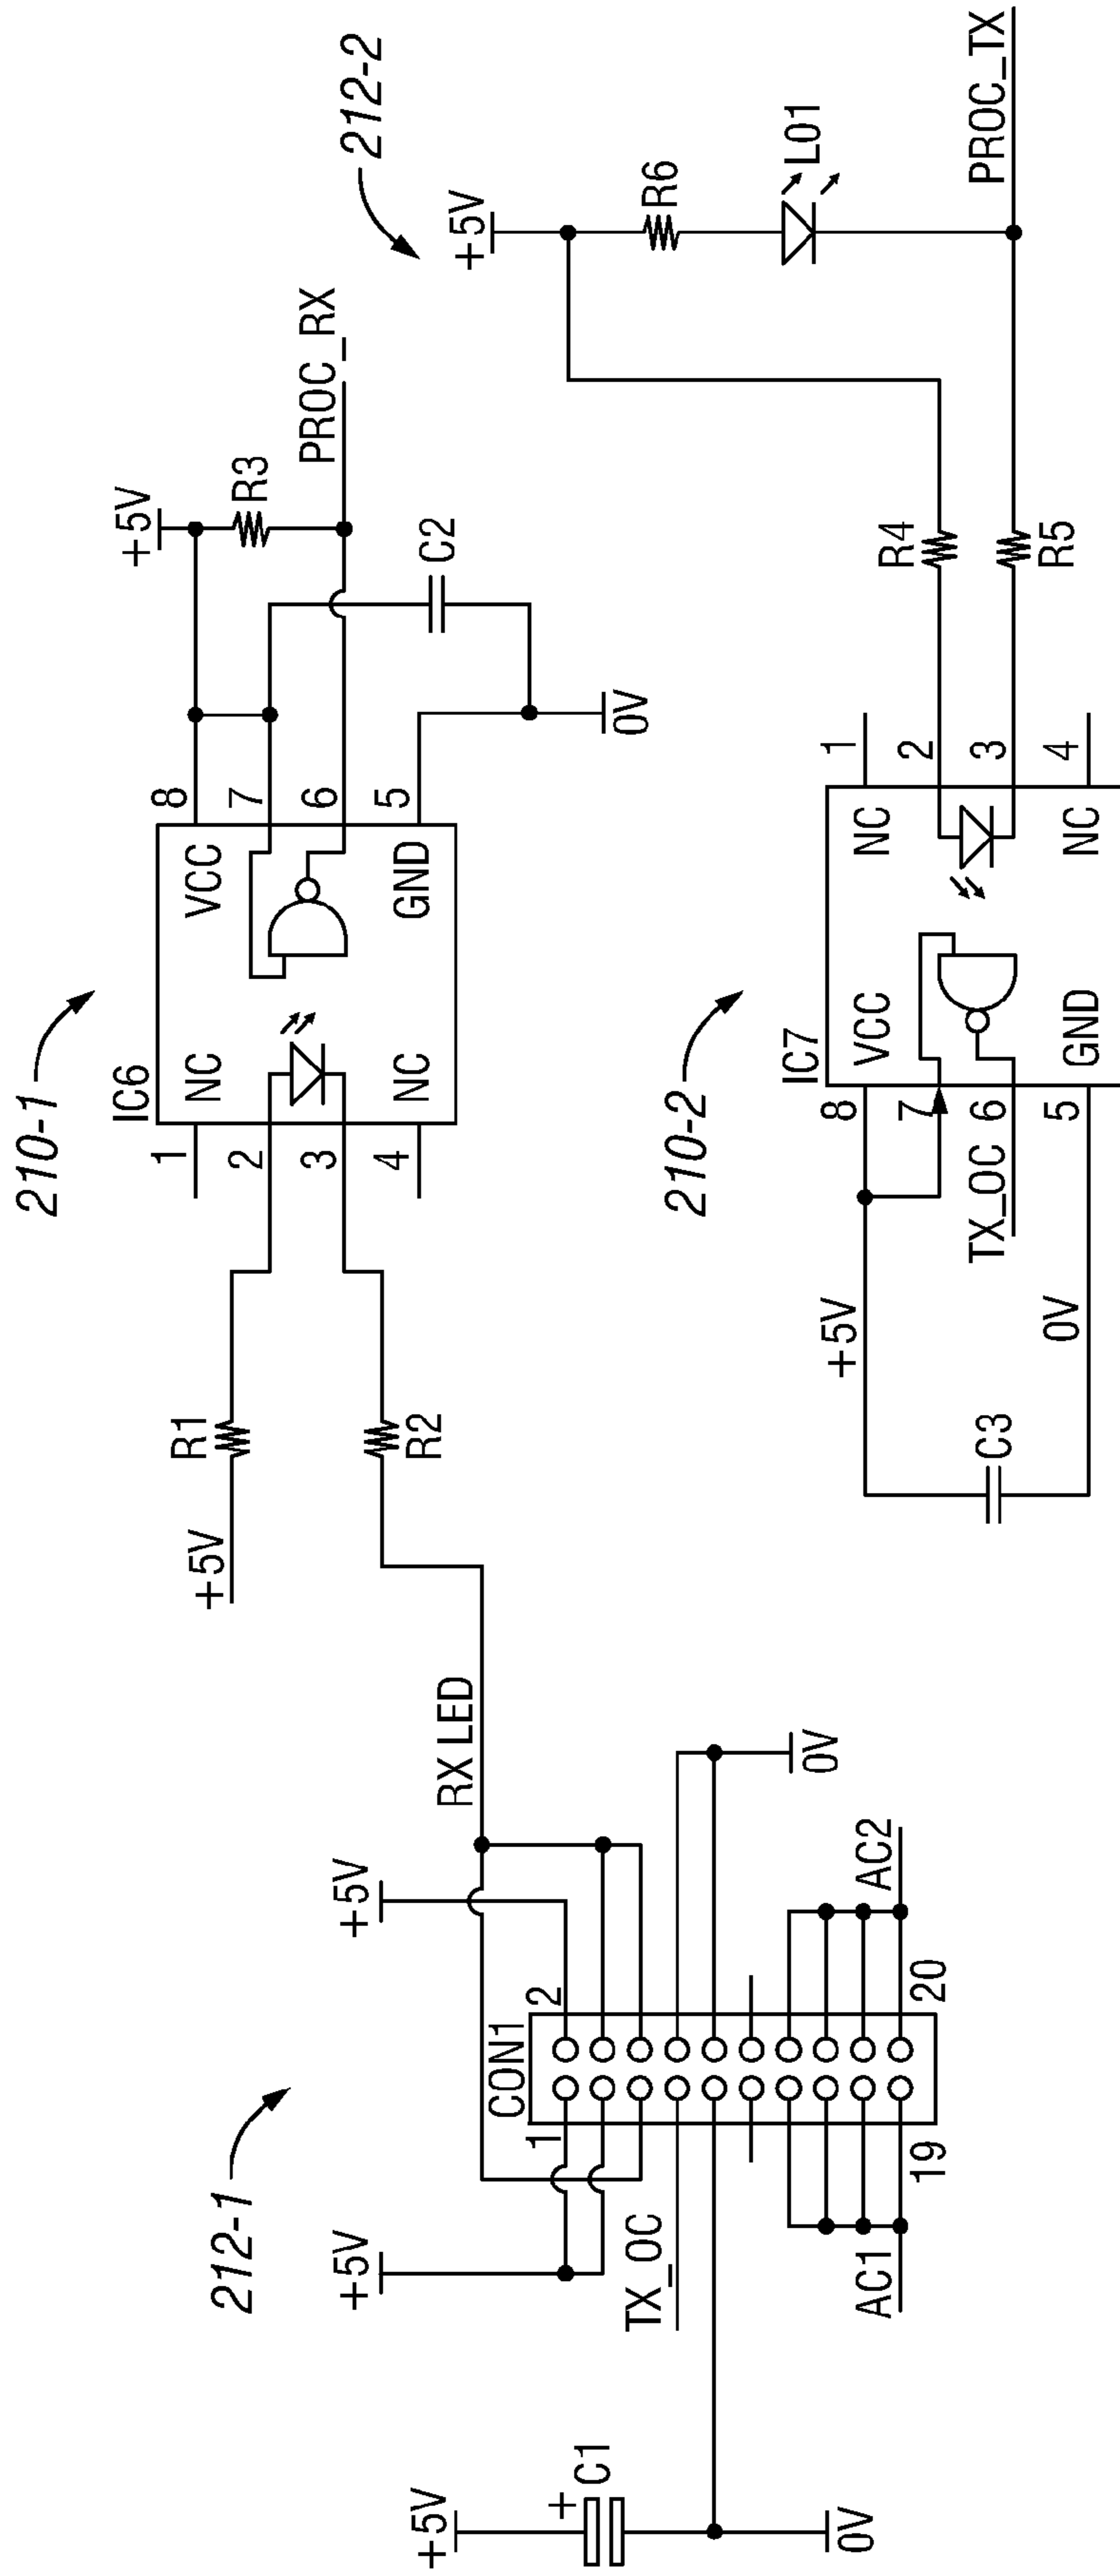 210-1
IC6
1
NC
2
3
4
NC
VCC
8
7
6
GND
5
+5V
R1
R2
+5V
R3
PROC_RX
C2
0V
212-2
+5V
R6
L01
PROC_TX
R4
R5
210-2
IC7
8
VCC
7
6
TX_OC
5
GND
+5V
0V
C3
NC
1
2
3
NC
4
212-1
RX LED
+5V
+5V
CON1
1
2
TX_OC
0V
AC1
19
AC2
20
+5V
+
C1
0V